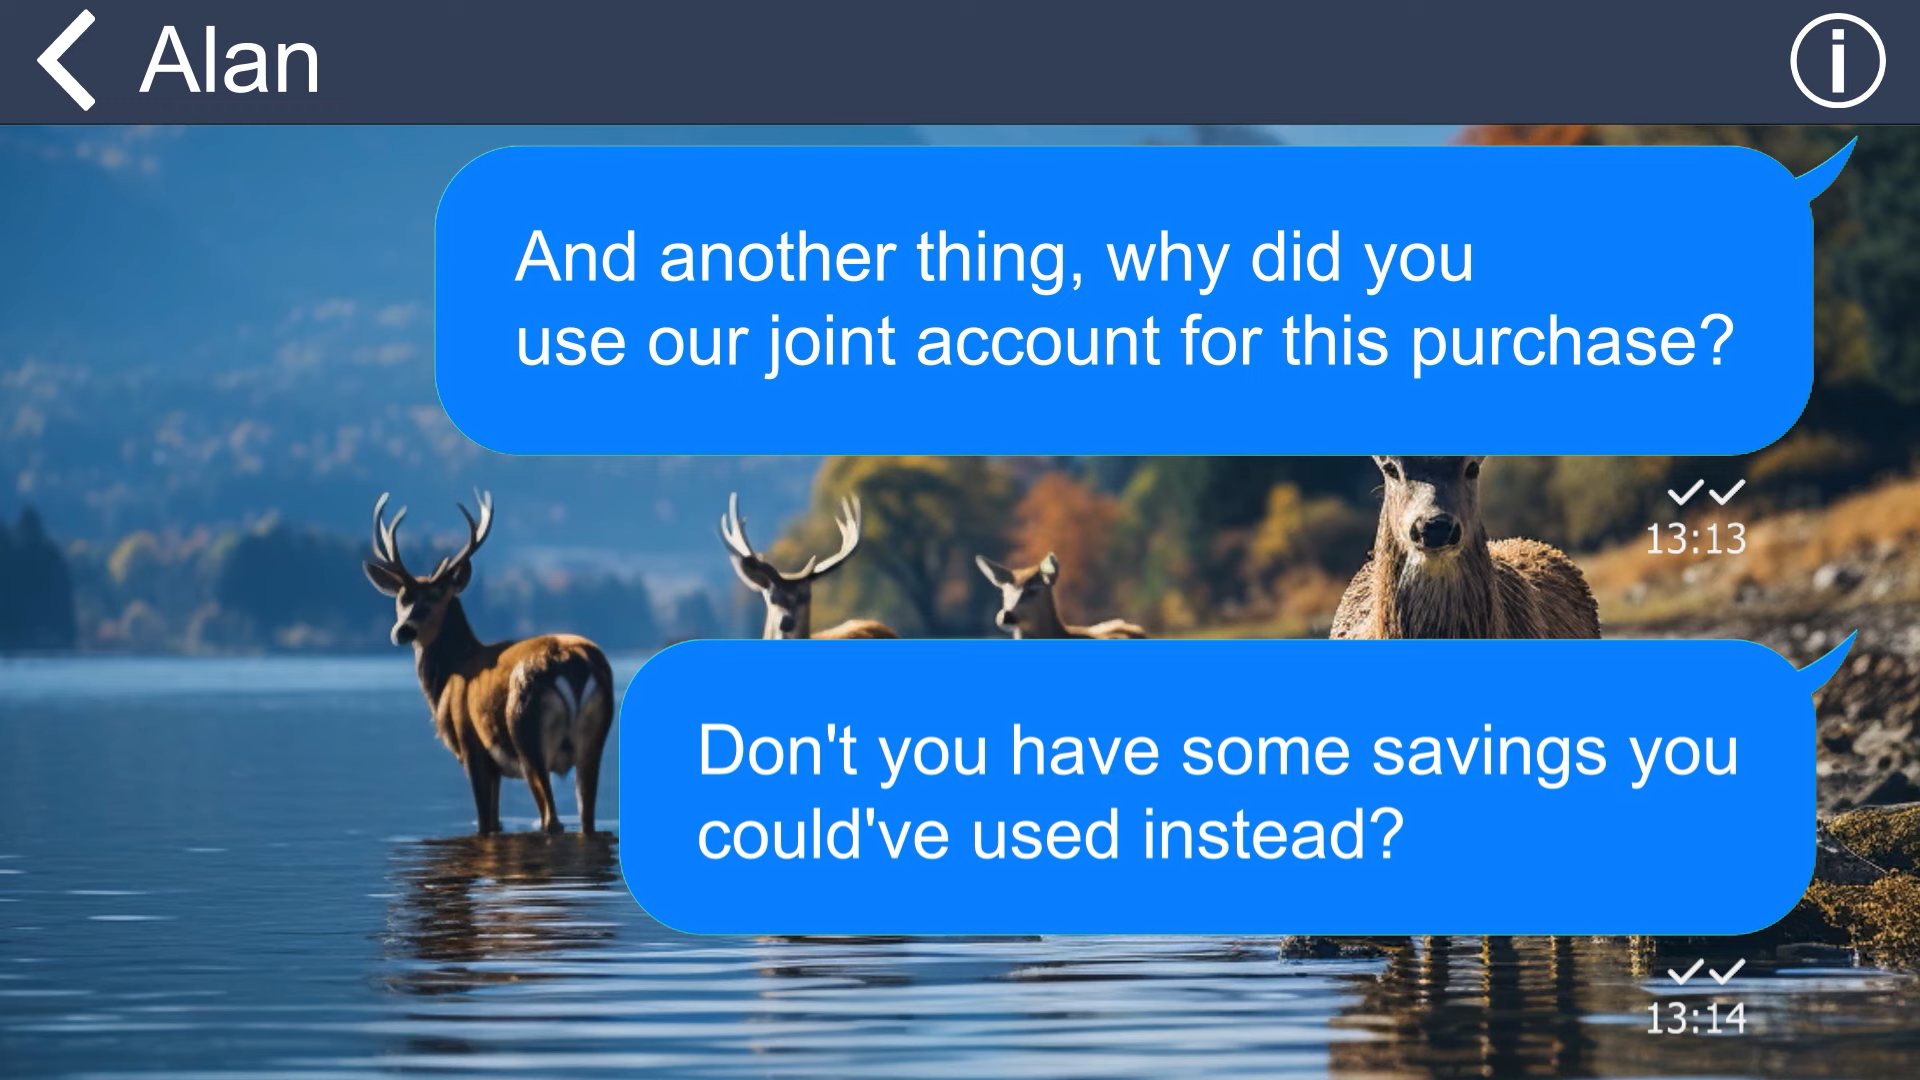 Alan
And another thing, why did you
use our joint account for this purchase?
13:13
Don't you have some savings you
could've used instead?
13:14